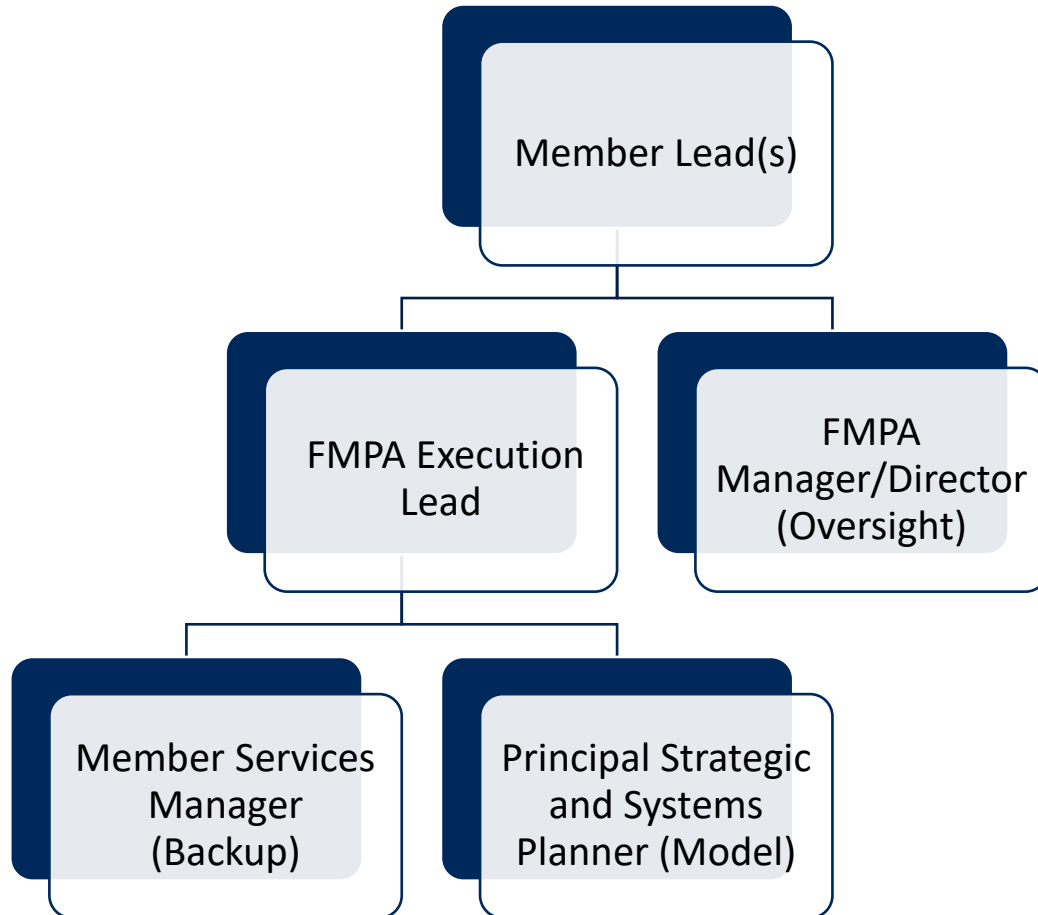 Member Lead(s)
FMPA Execution
Lead
FMPA
Manager/Director
(Oversight)
Member Services
Manager
(Backup)
Principal Strategic
and Systems
Planner (Model)